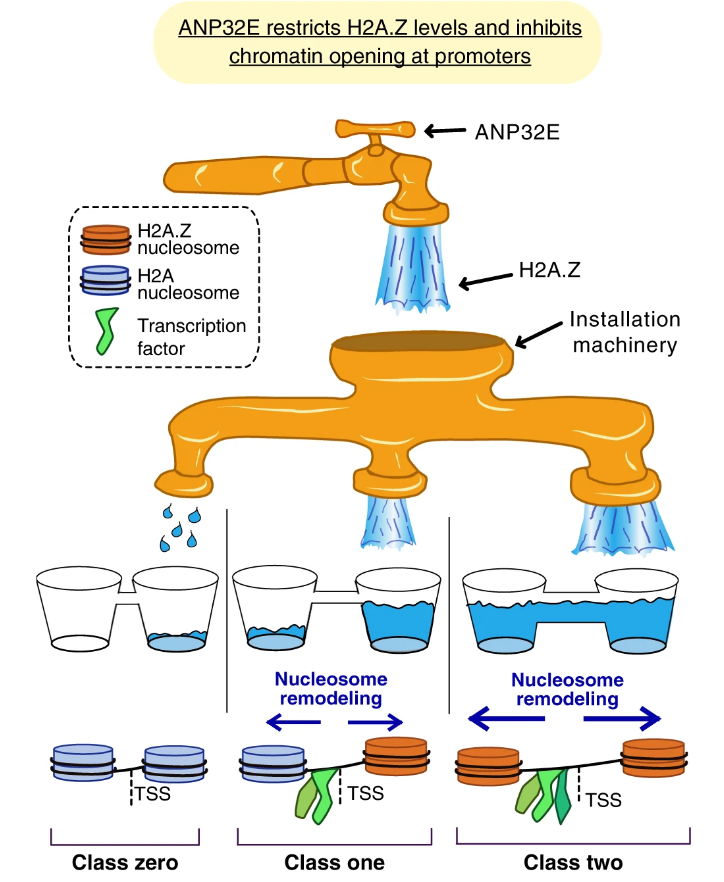 ANP32E restricts H2A.Z levels and inhibits
chromatin opening at promoters
ANP32E
H2A.Z
nucleosome
H2A
nucleosome
Transcription
factor
H2A.Z
Installation
machinery
Nucleosome
remodeling
Nucleosome
remodeling
TSS
TSS
TSS
Class zero
Class one
Class two